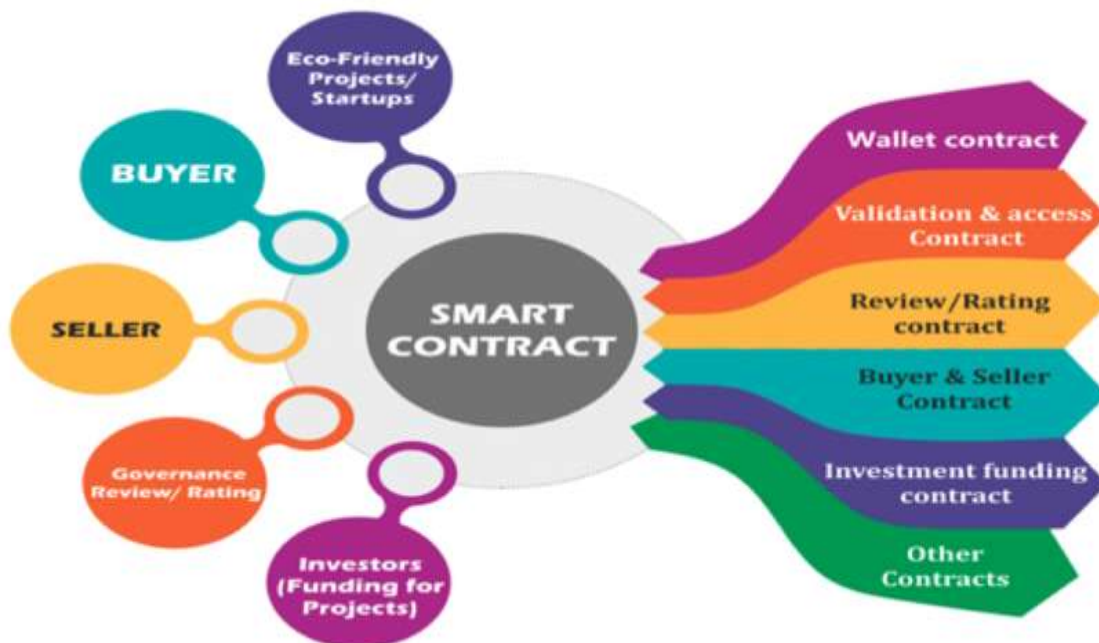 Eco-Friendly
Projects/
Startups
BUYER
SELLER
Governance
Review/ Rating
Investors
(Funding for
Projects)
SMART
CONTRACT
Wallet contract
Validation & access
Contract
Review/Rating
contract
Buyer & Seller
Contract
Investment funding
contract
Other
Contracts